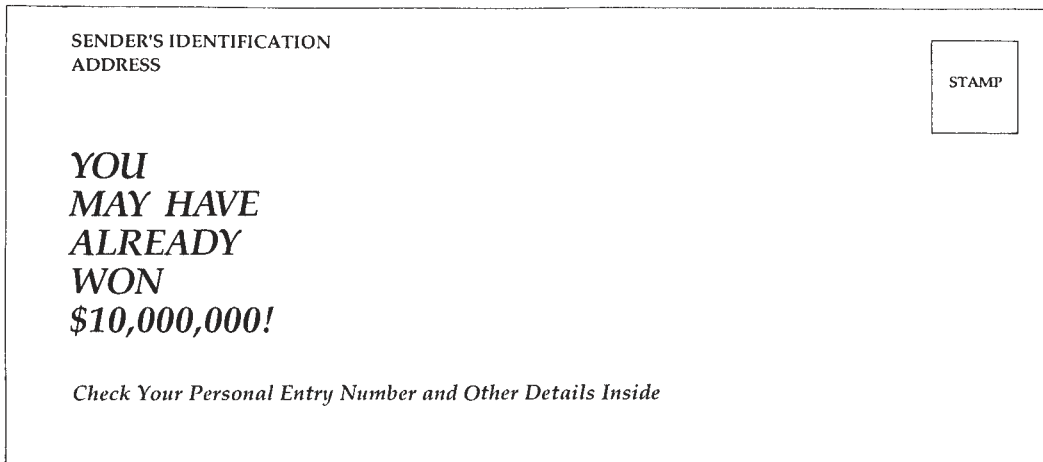 SENDER'S IDENTIFICATION
ADDRESS
STAMP
YOU
MAY HAVE
ALREADY
WON
$10,000,000!
Check Your Personal Entry Number and Other Details Inside